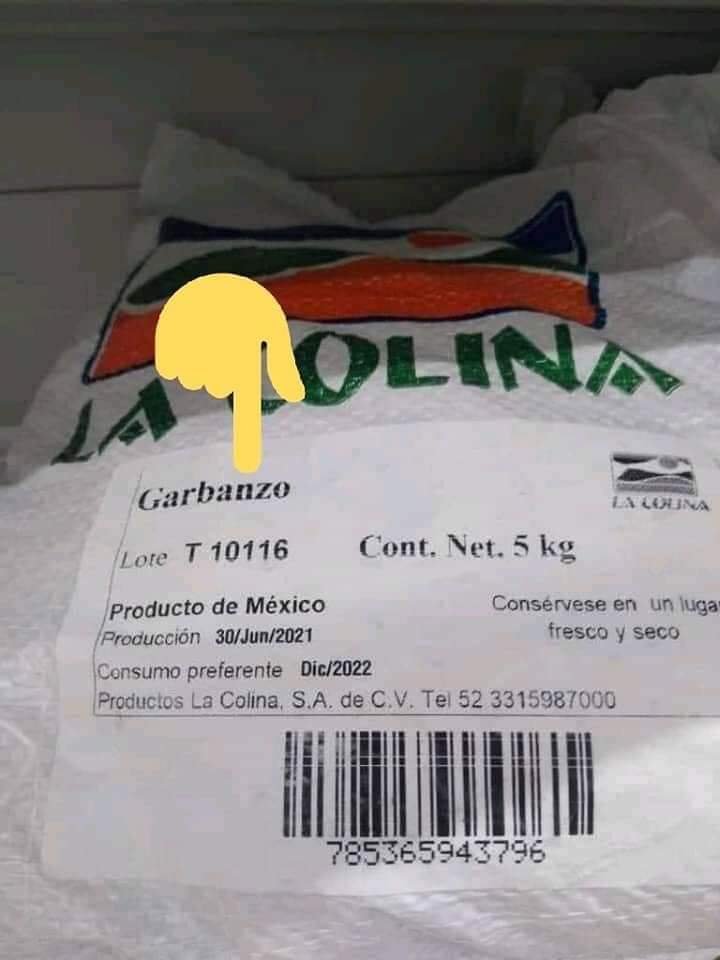 LA COLINA
Garbanzo
LA COLINA
Lote T 10116 Cont. Net. 5 kg
Producto de México Consérvese en un lugar
Producción 30/Jun/2021 fresco y seco
Consumo preferente Dic/2022
Productos La Colina, S.A. de C.V. Tel 52 3315987000
785365943796